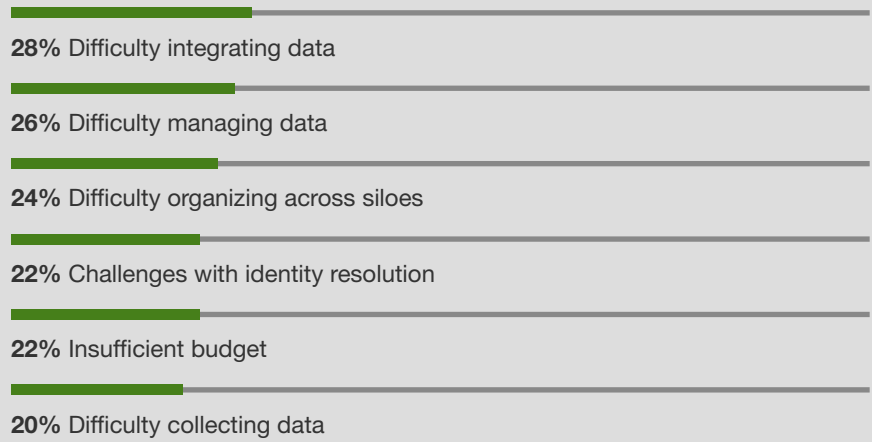 28% Difficulty integrating data
26% Difficulty managing data
24% Difficulty organizing across siloes
22% Challenges with identity resolution
22% Insufficient budget
20% Difficulty collecting data